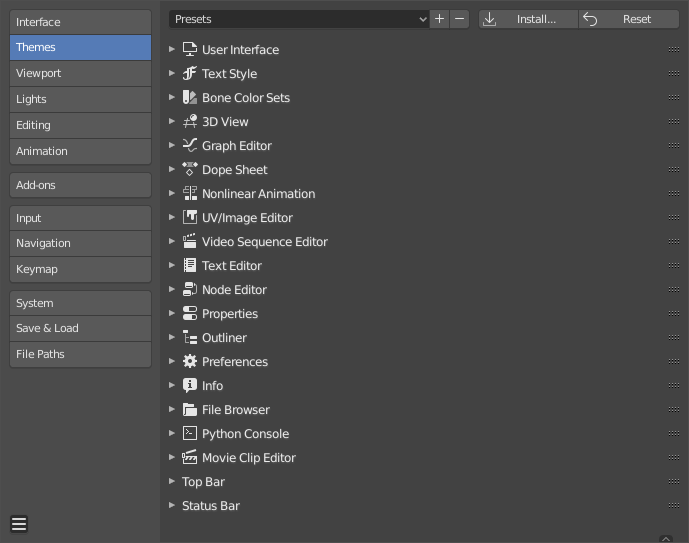 Interface
Themes
Viewport
Lights
Editing
Animation
Add-ons
Input
Navigation
Keymap
System
Save & Load
File Paths
Presets
Install...
Reset
User Interface
Text Style
Bone Color Sets
3D View
Graph Editor
Dope Sheet
Nonlinear Animation
UV/Image Editor
Video Sequence Editor
Text Editor
Node Editor
Properties
Outliner
Preferences
Info
File Browser
Python Console
Movie Clip Editor
Top Bar
Status Bar